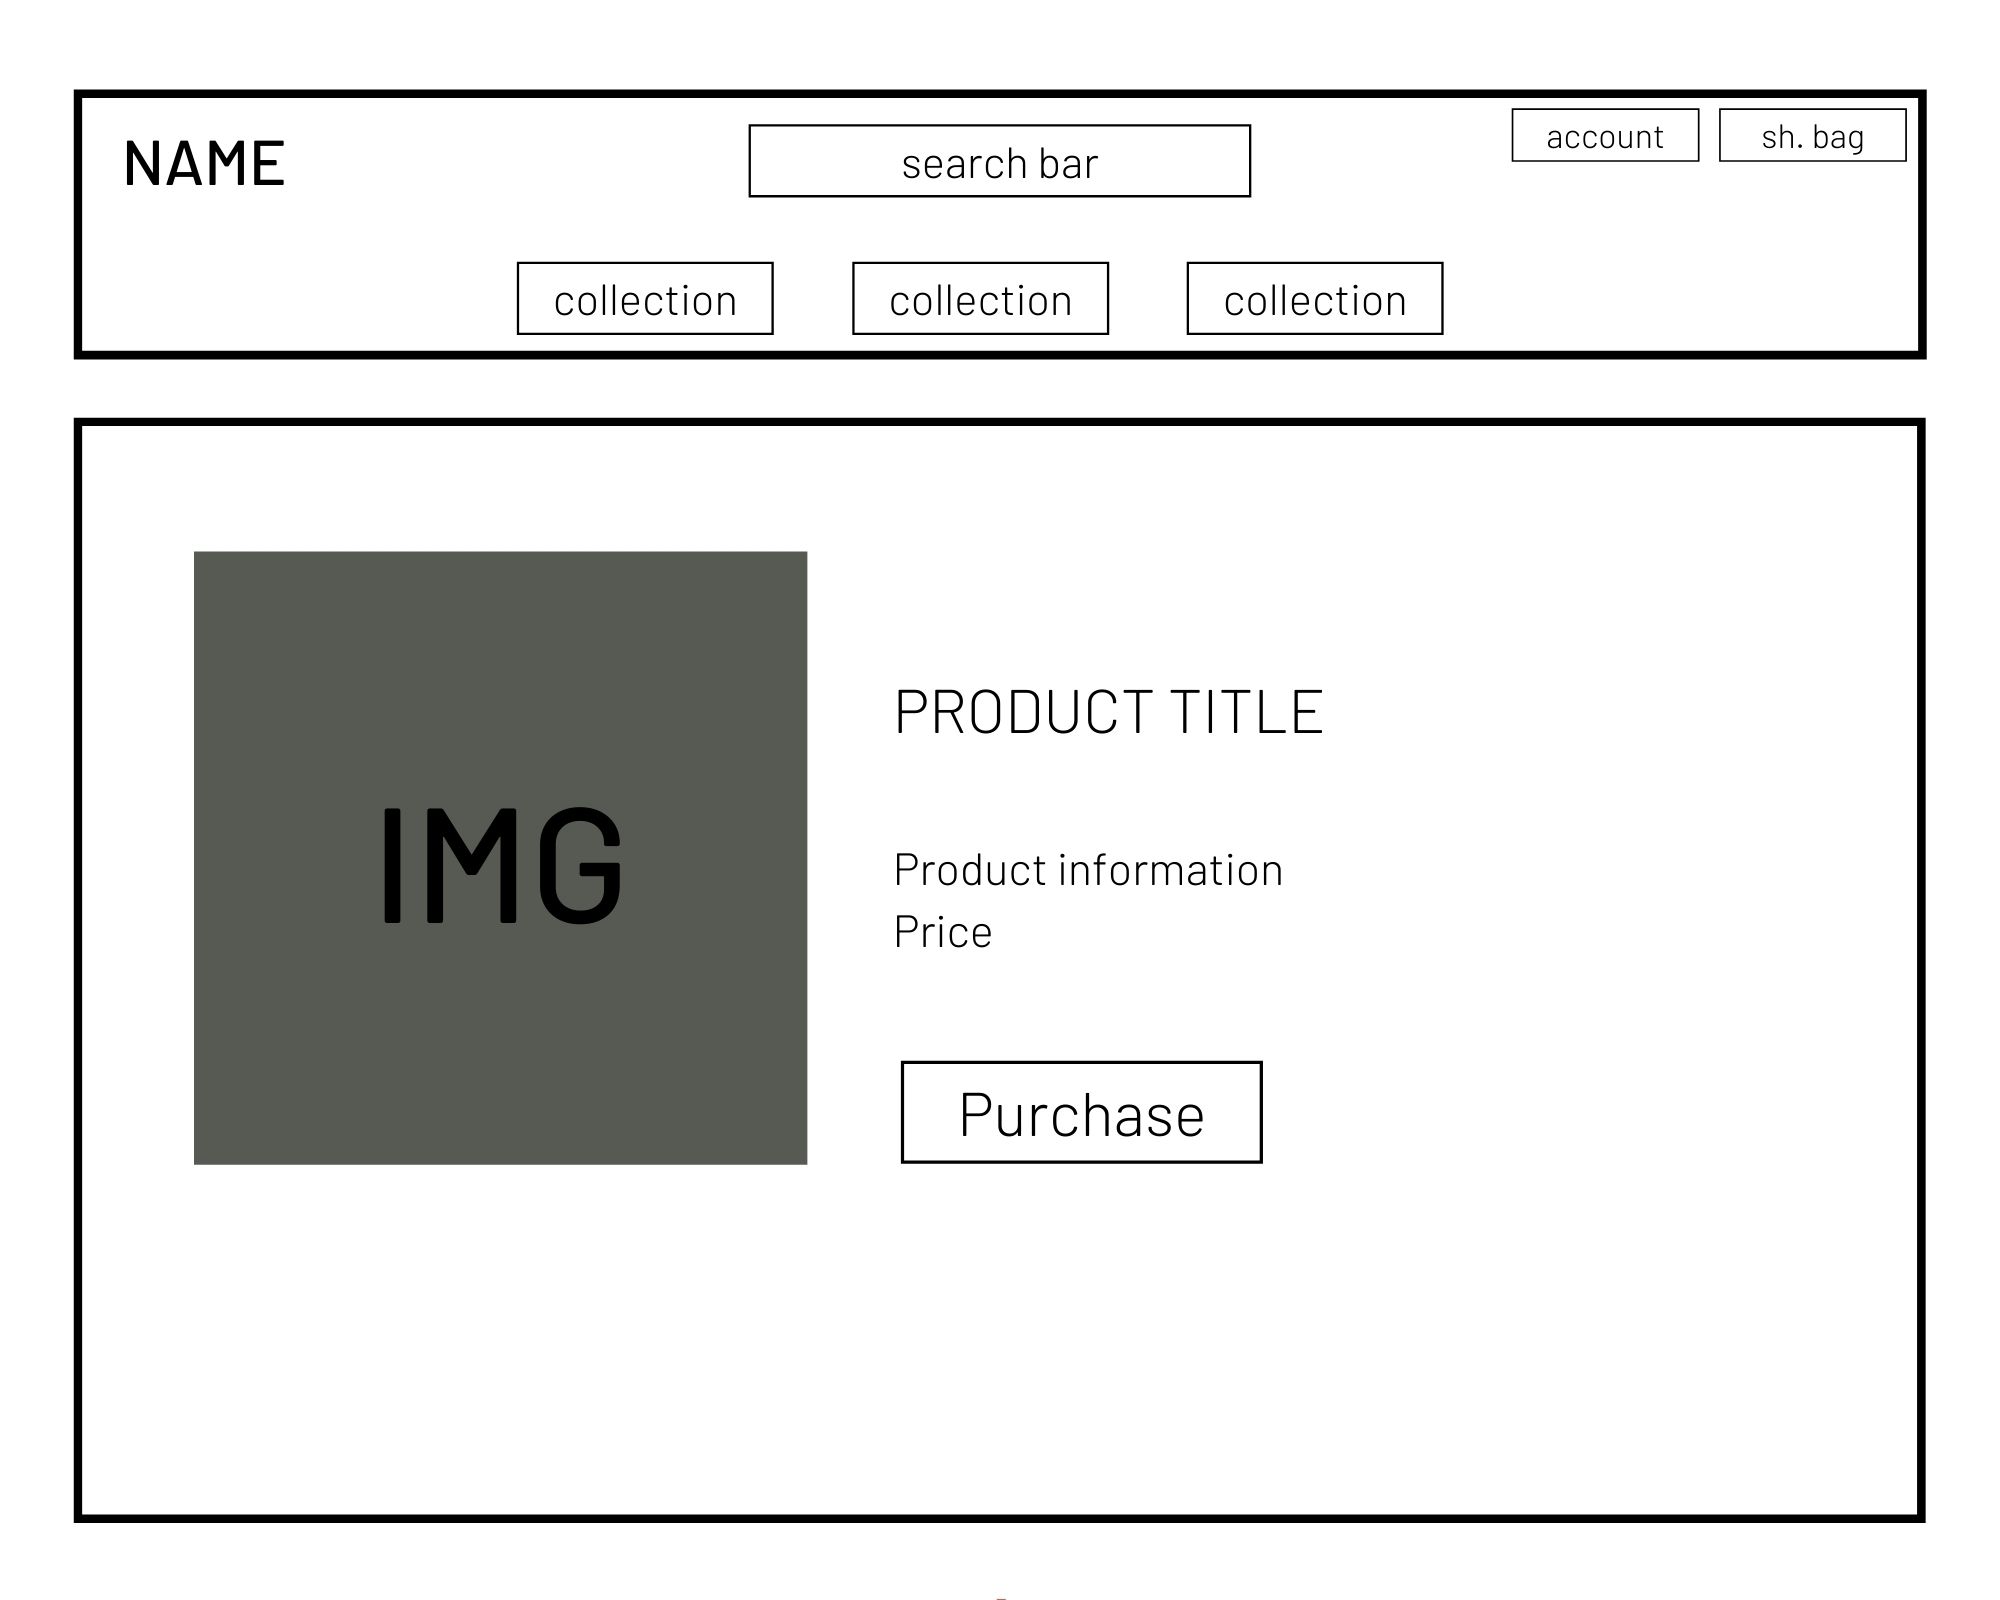 NAME
search bar
account
sh. bag
collection
collection
collection
IMG
PRODUCT TITLE
Product information
Price
Purchase